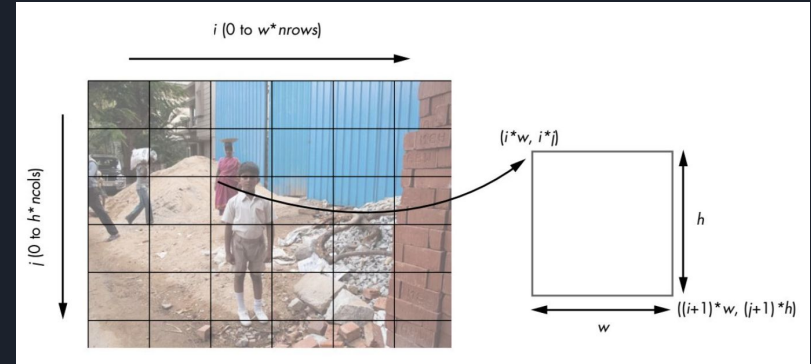 i (0 to w* nrows)
j (0 to h* ncols)
(i*w, i*j)
h
w
((i+1)*w, (j+1)*h)